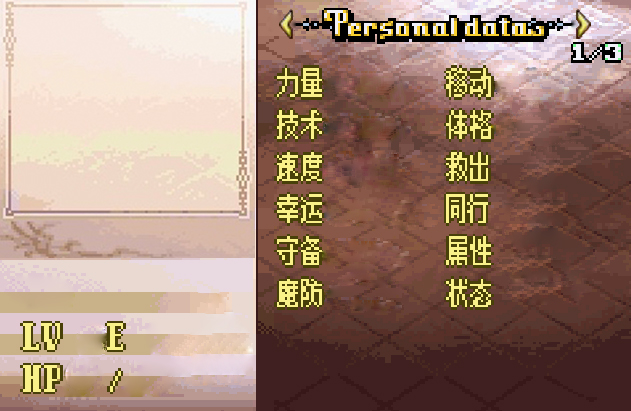 Personal datas
1/3
力量 移动
技术 体格
速度 救出
幸运 同行
守备 属性
魔防 状态
LV E
HP /